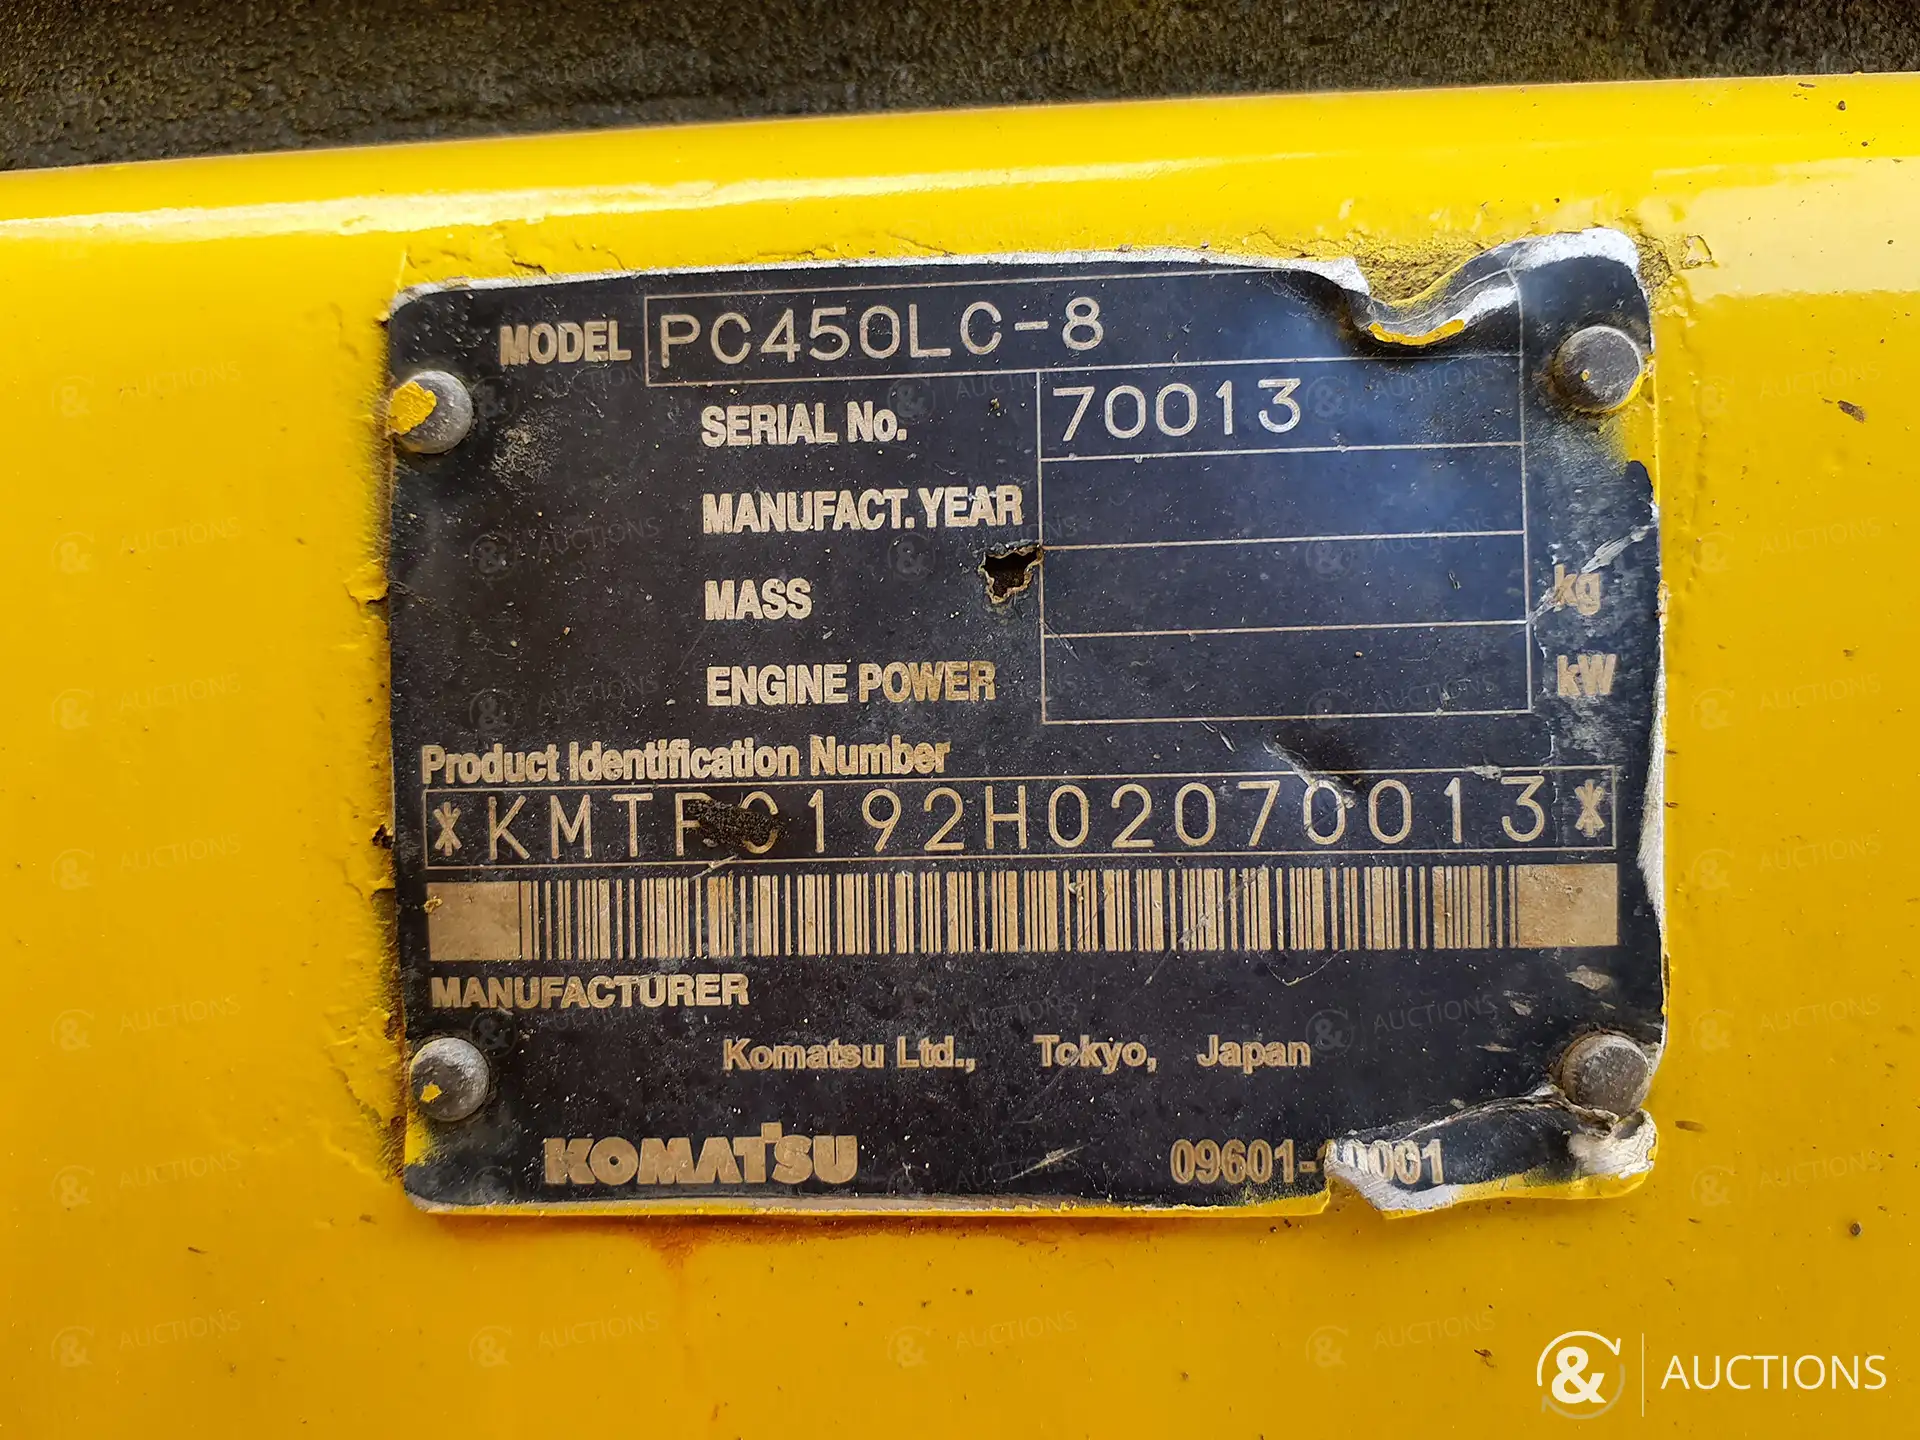 MODEL PC450LC-8
SERIAL No. 70013
MANUFACT. YEAR
MASS kg
ENGINE POWER kW
Product Identification Number
*KMTPC192H02070013*
MANUFACTURER
Komatsu Ltd., Tokyo, Japan
KOMATSU
& AUCTIONS